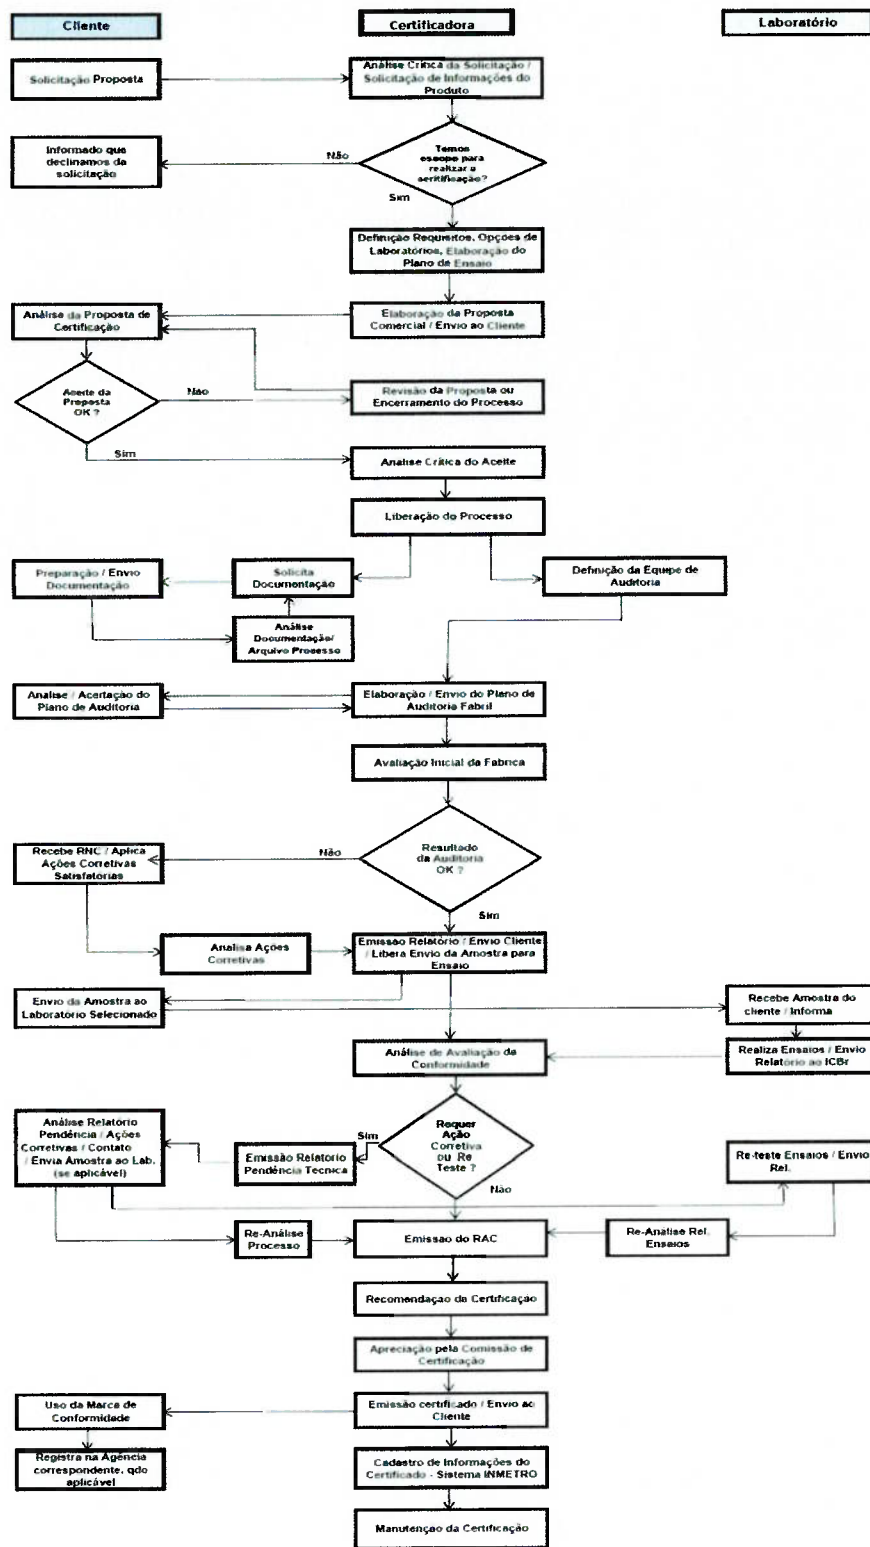 Cliente
Certificadora
Laboratório
Solicitação Proposta
Análise Crítica da Solicitação /
Solicitação de Informações do
Produto
Informado que
declinamos da
solicitação
Não
Temos
escopo para
realizar a
certificação?
Sim
Definição Requisitos, Opções de
Laboratórios, Elaboração do
Plano de Ensaio
Análise da Proposta de
Certificação
Elaboração da Proposta
Comercial / Envio ao Cliente
Aceite da
Proposta
OK ?
Não
Revisão da Proposta ou
Encerramento do Processo
Sim
Analise Crítica do Aceite
Liberação do Processo
Preparação / Envio
Documentação
Solicita
Documentação
Definição da Equipe de
Auditoria
Análise
Documentação/
Arquivo Processo
Analise / Acertação do
Plano de Auditoria
Elaboração / Envio do Plano de
Auditoria Fabril
Avaliação Inicial da Fabrica
Recebe RNC / Aplica
Ações Corretivas
Satisfatórias
Não
Resultado
da Auditoria
OK ?
Sim
Analisa Ações
Corretivas
Emissão Relatório / Envio Cliente
/ Libera Envio da Amostra para
Ensaio
Envio da Amostra ao
Laboratório Selecionado
Recebe Amostra do
cliente / Informa
Análise de Avaliação da
Conformidade
Realiza Ensaios / Envio
Relatório ao ICBr
Análise Relatório
Pendência / Ações
Corretivas / Contato
/ Envia Amostra ao Lab.
(se aplicável)
Sim
Emissão Relatorio
Pendência Tecnica
Requer
Ação
Corretiva
ou Re
Teste ?
Não
Re-teste Ensaios / Envio
Rel.
Re-Análise
Processo
Emissão do RAC
Re-Análise Rel.
Ensaios
Recomendação da Certificação
Apreciação pela Comissão de
Certificação
Uso da Marca de
Conformidade
Emissão certificado / Envio ao
Cliente
Registra na Agência
correspondente, qdo
aplicável
Cadastro de Informações do
Certificado - Sistema INMETRO
Manutenção da Certificação